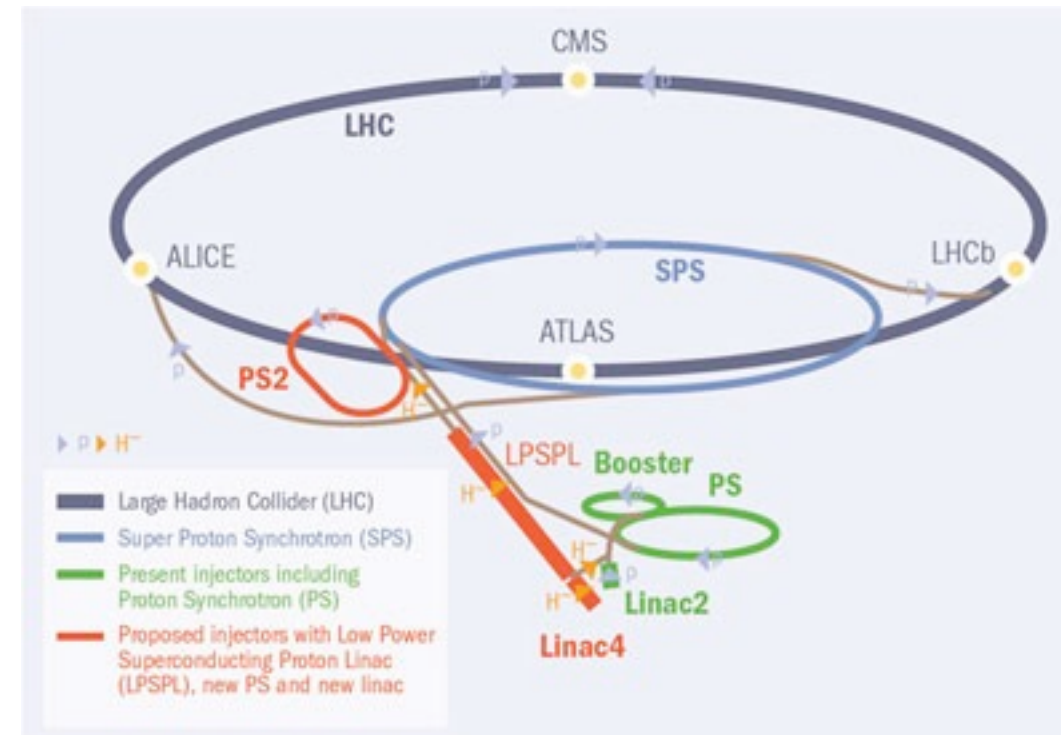 CMS
p
p
LHC
ALICE
p
SPS
LHCb
p
ATLAS
p
PS2
p
H⁻
p
p H⁻
LPSPL
Booster
PS
H⁻
p
H⁻
p
p
H⁻
Linac2
Linac4
Large Hadron Collider (LHC)
Super Proton Synchrotron (SPS)
Present injectors including
Proton Synchrotron (PS)
Proposed injectors with Low Power
Superconducting Proton Linac
(LPSPL), new PS and new linac